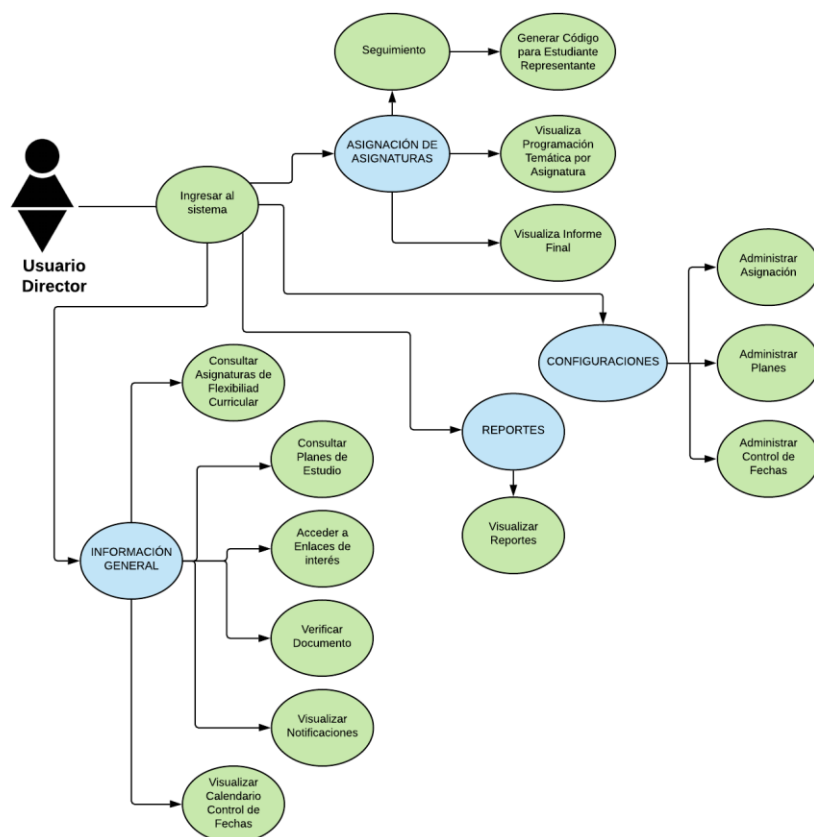 Seguimiento
Generar Código
para Estudiante
Representante
ASIGNACIÓN DE
ASIGNATURAS
Visualiza
Programación
Temática por
Asignatura
Ingresar al
sistema
Usuario
Director
Visualiza Informe
Final
Administrar
Asignación
CONFIGURACIONES
Administrar
Planes
Consultar
Asignaturas de
Flexibiliad
Curricular
REPORTES
Administrar
Control de
Fechas
Consultar
Planes de
Estudio
Visualizar
Reportes
INFORMACIÓN
GENERAL
Acceder a
Enlaces de
interés
Verificar
Documento
Visualizar
Notificaciones
Visualizar
Calendario
Control de
Fechas